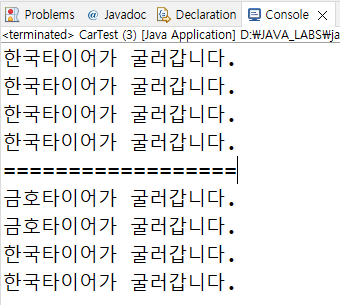 Problems @ Javadoc Declaration Console
<terminated> CarTest (3) [Java Application] D:\JAVA_LABS\ja
한국타이어가 굴러갑니다.
한국타이어가 굴러갑니다.
한국타이어가 굴러갑니다.
한국타이어가 굴러갑니다.
==================
금호타이어가 굴러갑니다.
금호타이어가 굴러갑니다.
한국타이어가 굴러갑니다.
한국타이어가 굴러갑니다.